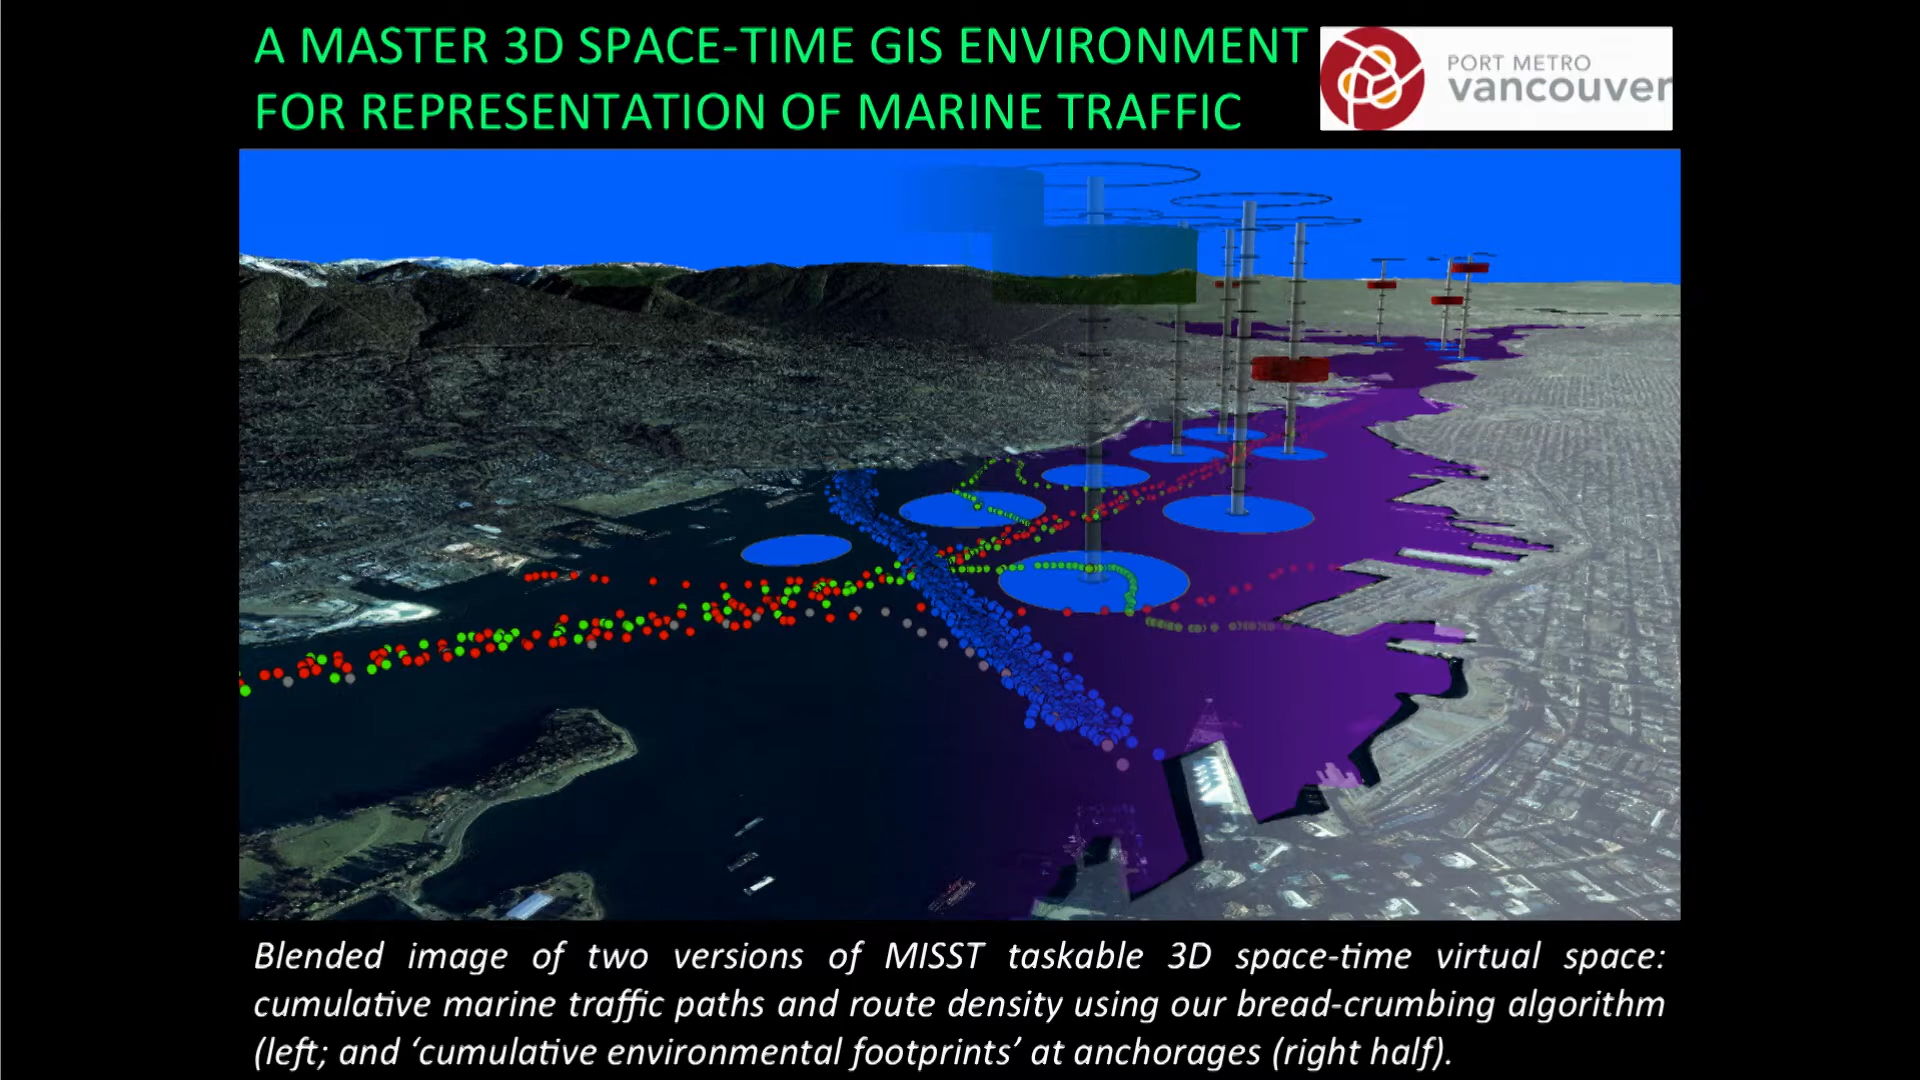 A MASTER 3D SPACE-TIME GIS ENVIRONMENT
FOR REPRESENTATION OF MARINE TRAFFIC
PORT METRO
vancouver
Blended image of two versions of MISST taskable 3D space-time virtual space:
cumulative marine traffic paths and route density using our bread-crumbing algorithm
(left; and ‘cumulative environmental footprints’ at anchorages (right half).